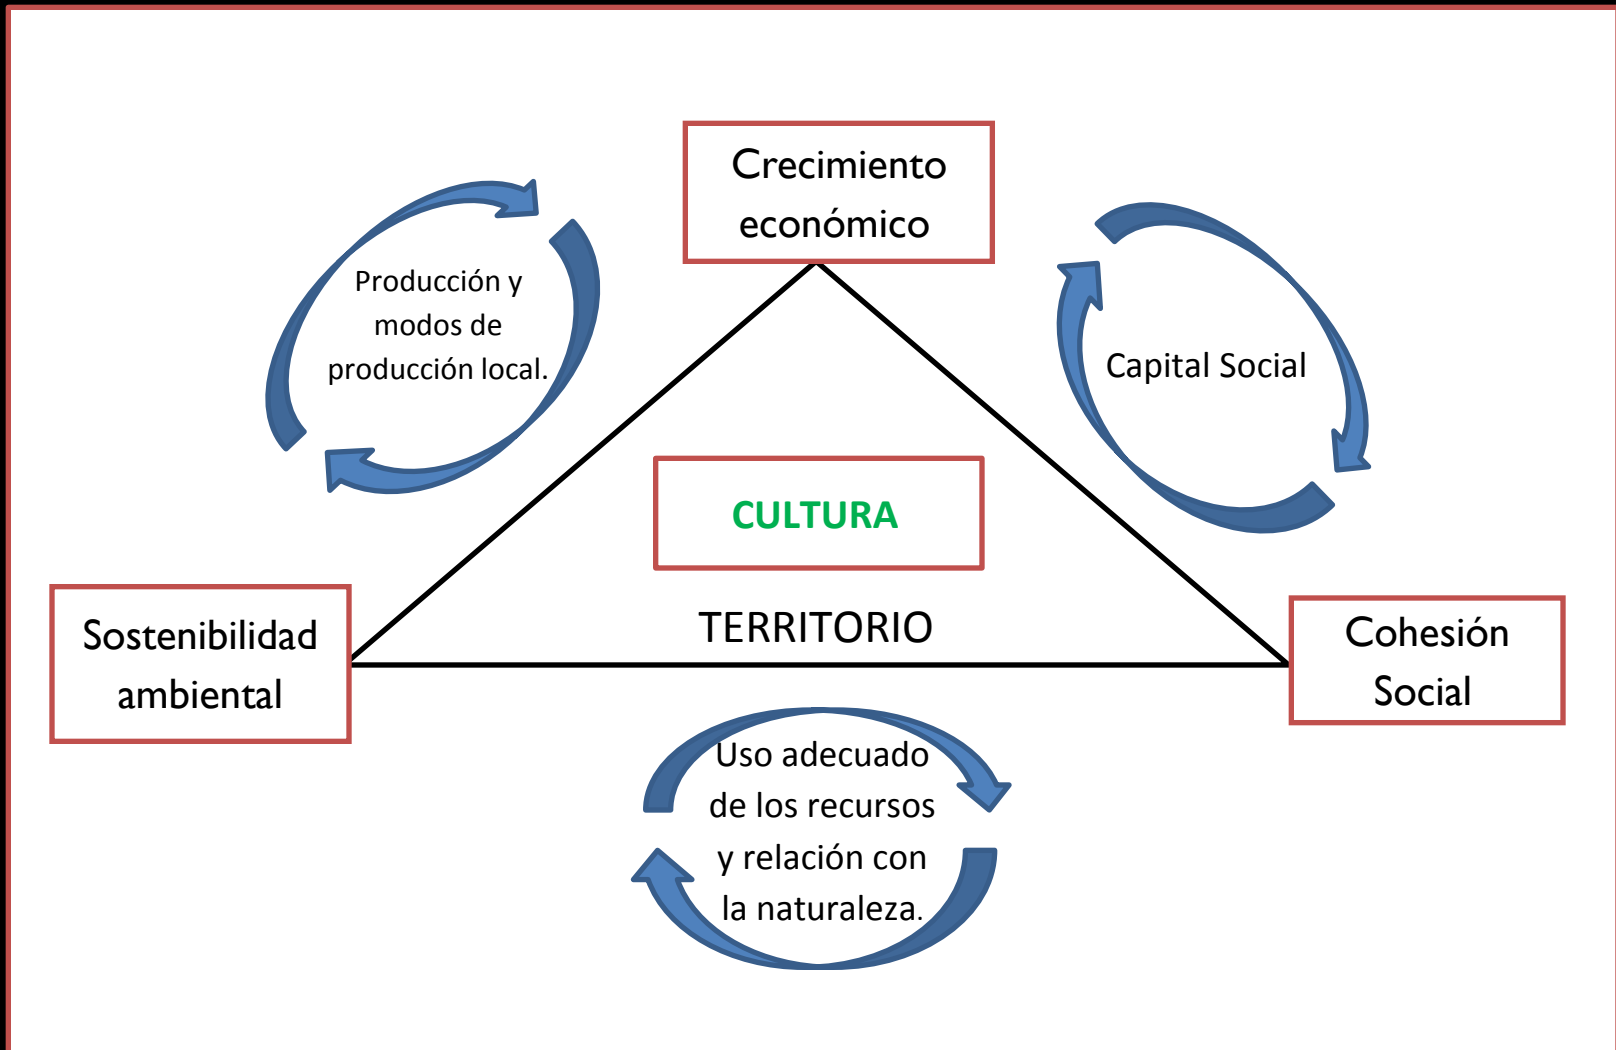 Crecimiento
económico
Producción y
modos de
producción local.
Capital Social
CULTURA
TERRITORIO
Sostenibilidad
ambiental
Cohesión
Social
Uso adecuado
de los recursos
y relación con
la naturaleza.